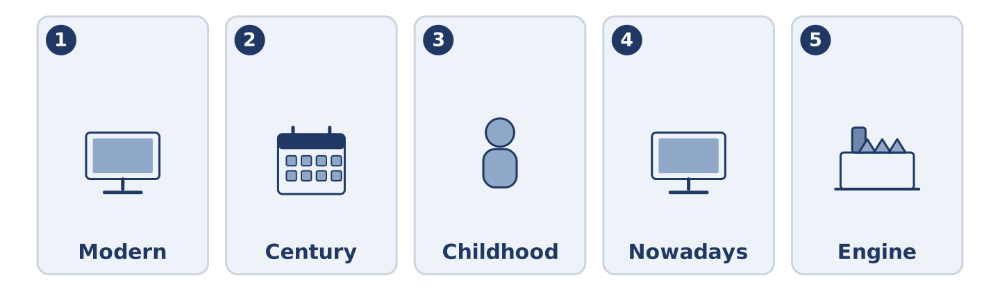 1
2
3
4
5
Modern
Century
Childhood
Nowadays
Engine